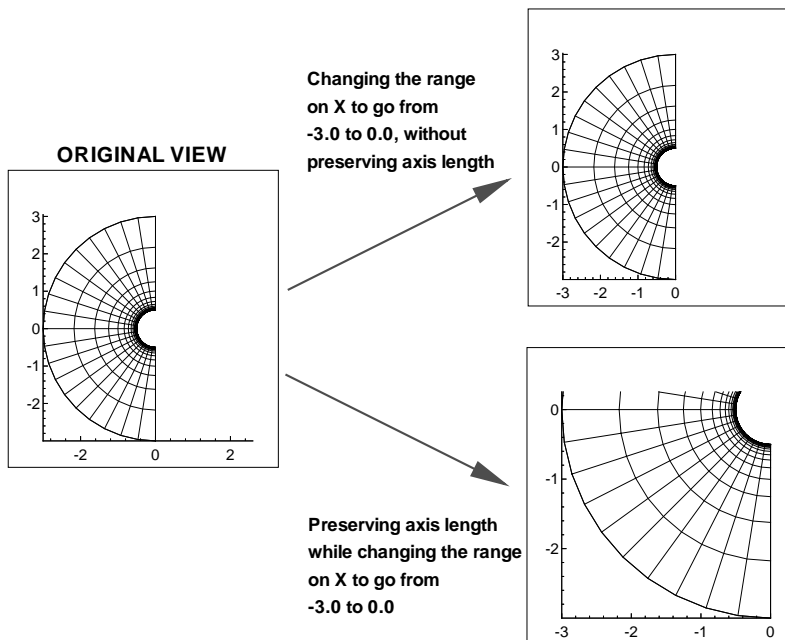 ORIGINAL VIEW
3
2
1
0
-1
-2
-2 0 2
Changing the range
on X to go from
-3.0 to 0.0, without
preserving axis length
3
2
1
0
-1
-2
-3 -2 -1 0
Preserving axis length
while changing the range
on X to go from
-3.0 to 0.0
0
-1
-2
-3 -2 -1 0